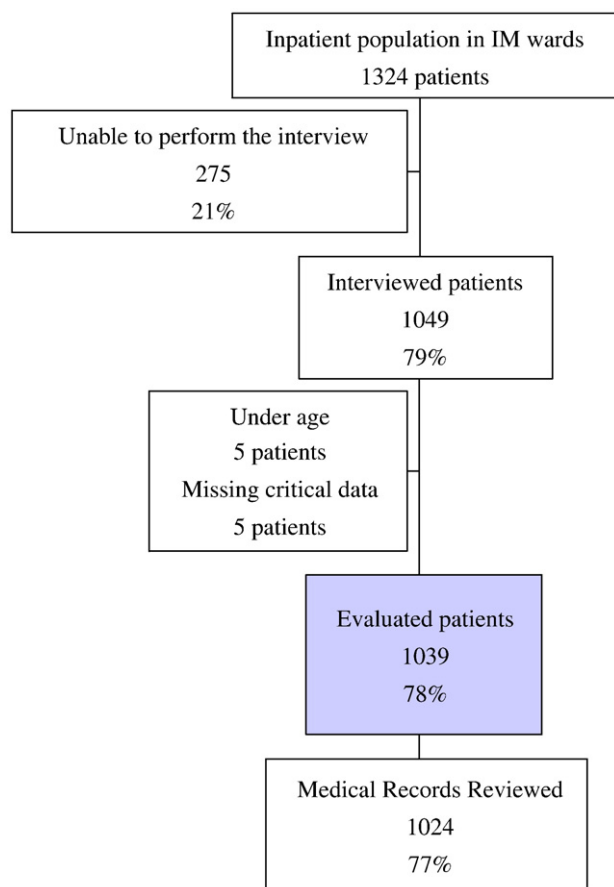 Inpatient population in IM wards
1324 patients
Unable to perform the interview
275
21%
Interviewed patients
1049
79%
Under age
5 patients
Missing critical data
5 patients
Evaluated patients
1039
78%
Medical Records Reviewed
1024
77%